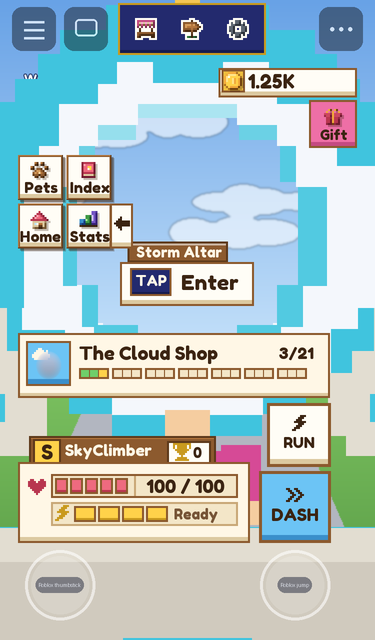 W
1.25K
Gift
Pets
Index
Home
Stats
Storm Altar
TAP
Enter
The Cloud Shop
3/21
RUN
S
SkyClimber
0
100 / 100
Ready
DASH
Roblox thumbstick
Roblox jump